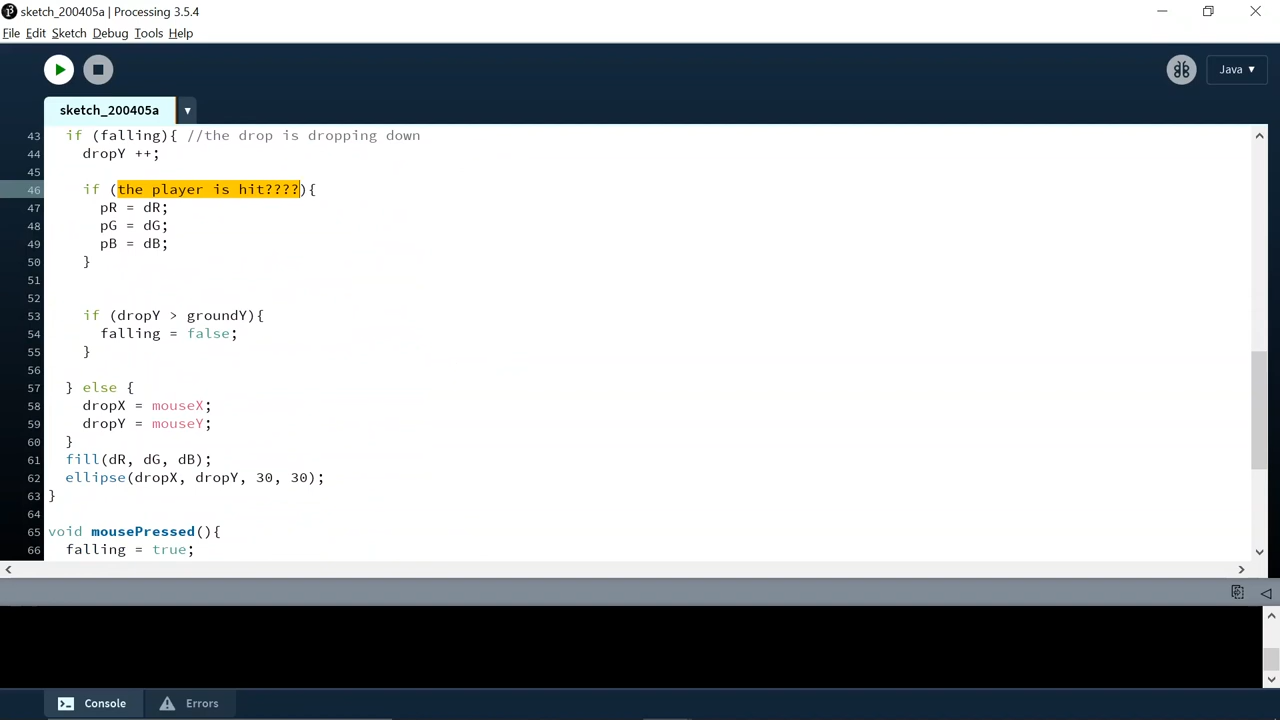 sketch_200405a | Processing 3.5.4
File Edit Sketch Debug Tools Help
Java ▾
sketch_200405a ▾
43 if (falling){ //the drop is dropping down
44 dropY ++;
45
46 if (the player is hit????){
47 pR = dR;
48 pG = dG;
49 pB = dB;
50 }
51
52
53 if (dropY > groundY){
54 falling = false;
55 }
56
57 } else {
58 dropX = mouseX;
59 dropY = mouseY;
60 }
61 fill(dR, dG, dB);
62 ellipse(dropX, dropY, 30, 30);
63 }
64
65 void mousePressed(){
66 falling = true;
Console Errors